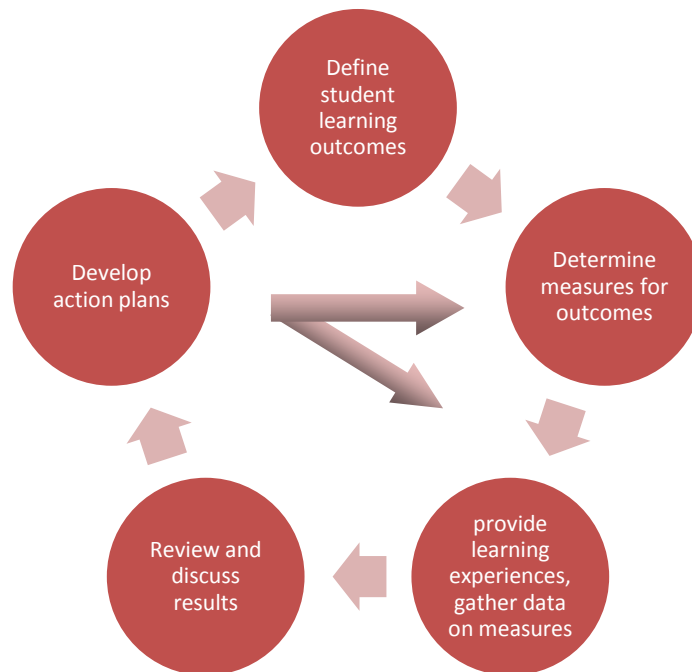 Define
student
learning
outcomes
Determine
measures for
outcomes
provide
learning
experiences,
gather data
on measures
Review and
discuss
results
Develop
action plans